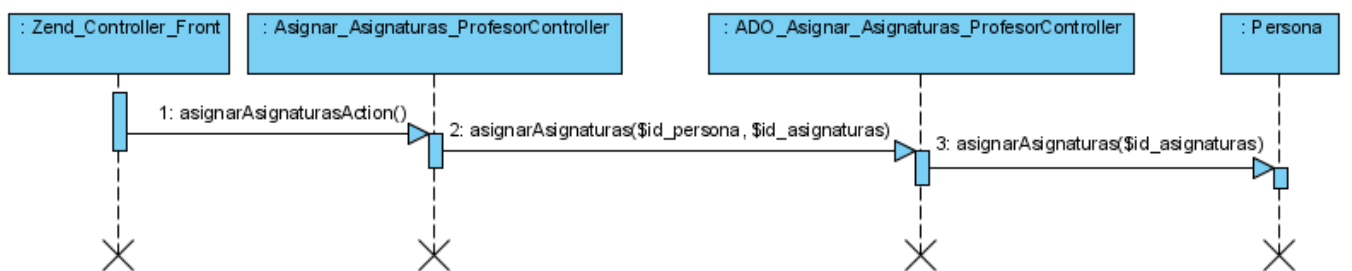 : Zend_Controller_Front
: Asignar_Asignaturas_ProfesorController
: ADO_Asignar_Asignaturas_ProfesorController
: Persona
1: asignarAsignaturasAction()
2: asignarAsignaturas($id_persona, $id_asignaturas)
3: asignarAsignaturas($id_asignaturas)